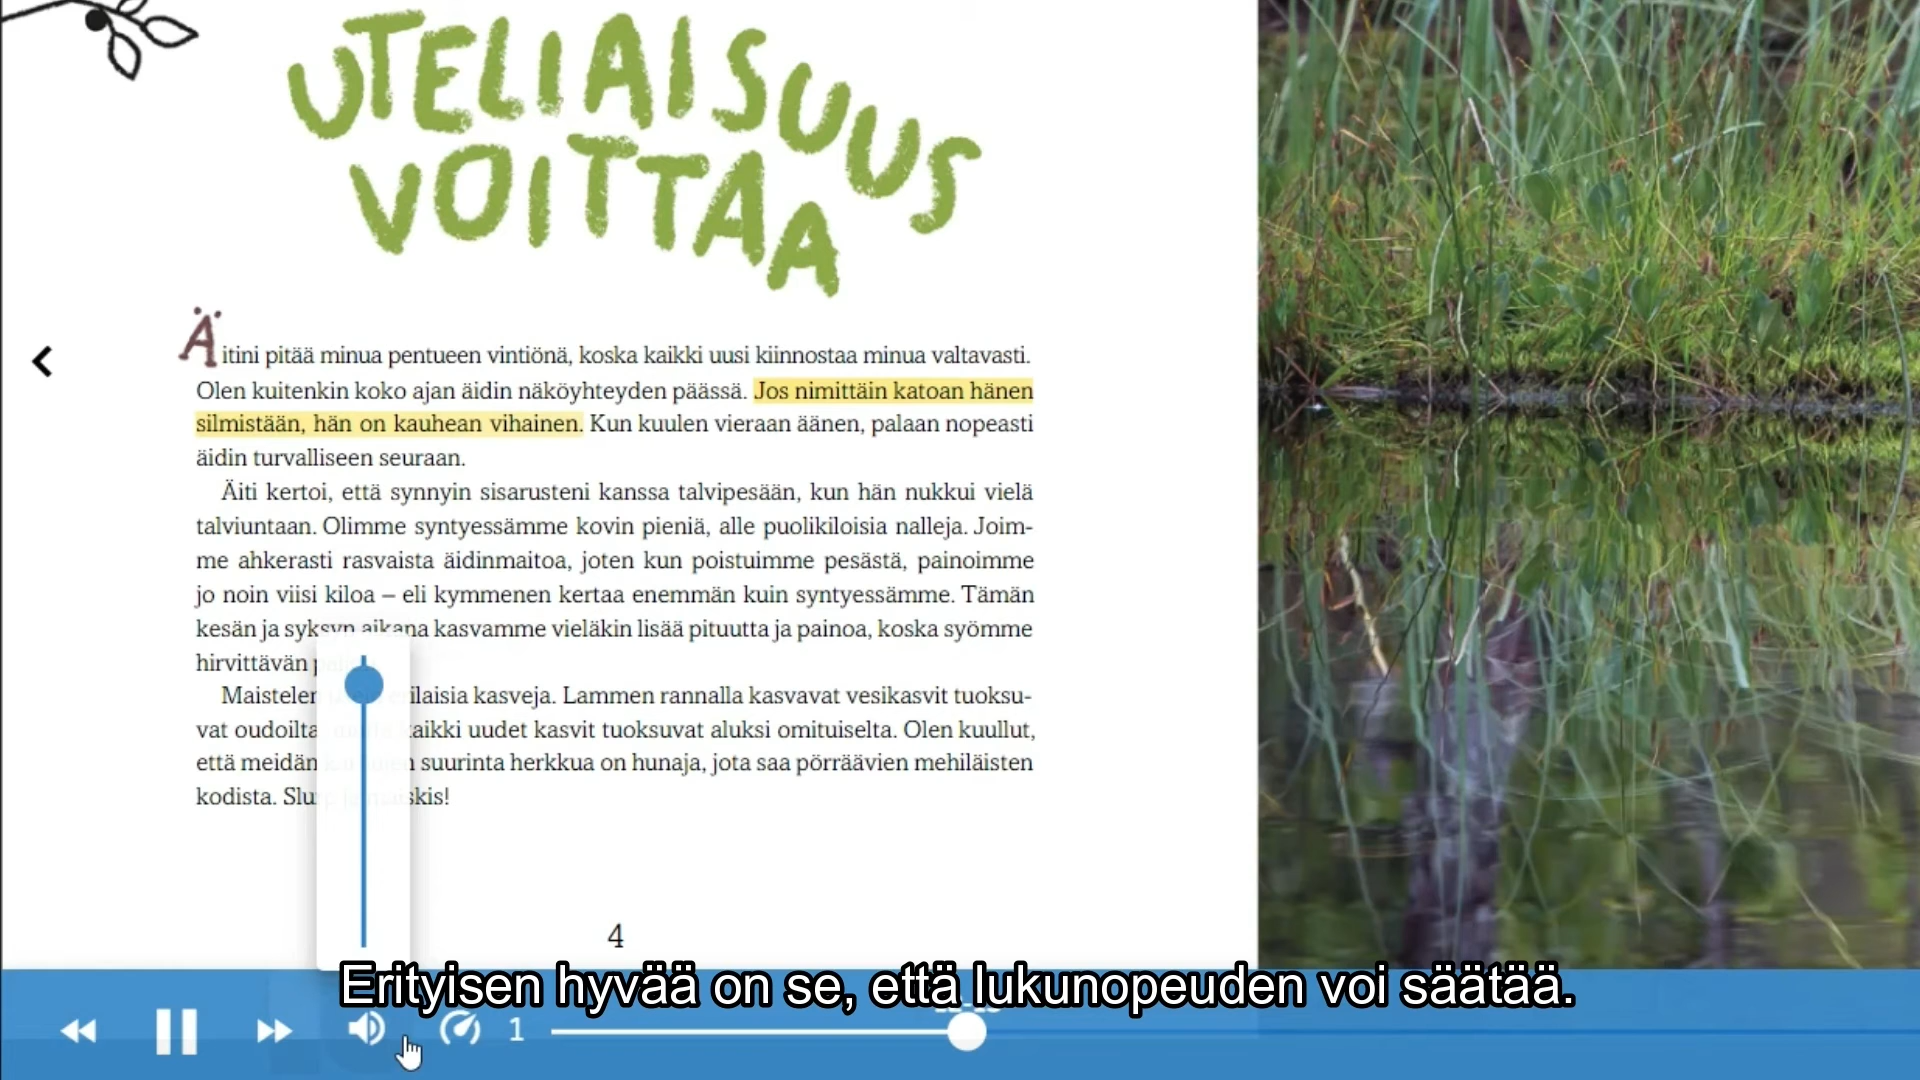 UTELIAISUUS
VOITTAA
Äitini pitää minua pentueen vintiönä, koska kaikki uusi kiinnostaa minua valtavasti.
Olen kuitenkin koko ajan äidin näköyhteyden päässä. Jos nimittäin katoan hänen
silmistään, hän on kauhean vihainen. Kun kuulen vieraan äänen, palaan nopeasti
äidin turvalliseen seuraan.
Äiti kertoi, että synnyin sisarusteni kanssa talvipesään, kun hän nukkui vielä
talviuntaan. Olimme syntyessämme kovin pieniä, alle puolikiloisia nalleja. Joim-
me ahkerasti rasvaista äidinmaitoa, joten kun poistuimme pesästä, painoimme
jo noin viisi kiloa – eli kymmenen kertaa enemmän kuin syntyessämme. Tämän
kesän ja syksyn aikana kasvamme vieläkin lisää pituutta ja painoa, koska syömme
hirvittävän
Maistelen erilaisia kasveja. Lammen rannalla kasvavat vesikasvit tuoksu-
vat oudoilta, kaikki uudet kasvit tuoksuvat aluksi omituiselta. Olen kuullut,
että meidän suurinta herkkua on hunaja, jota saa pörräävien mehiläisten
kodista. Slurp ja maiskis!
4
Erityisen hyvää on se, että lukunopeuden voi säätää.
1